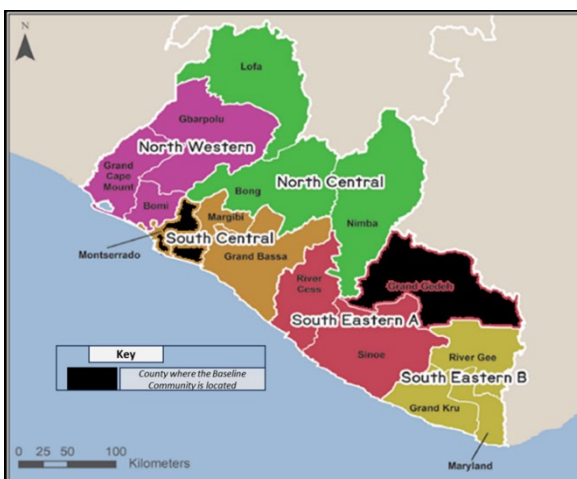 N
Lofa
Gbarpolu
North Western
Grand
Cape
Mount
Bomi
Bong
North Central
Nimba
Margibi
Montserrado
South Central
Grand Bassa
River
Cess
Grand Gedeh
South Eastern A
Sinoe
River Gee
South Eastern B
Grand Kru
Maryland
Key
County where the Baseline
Community is located
0 25 50 100
Kilometers